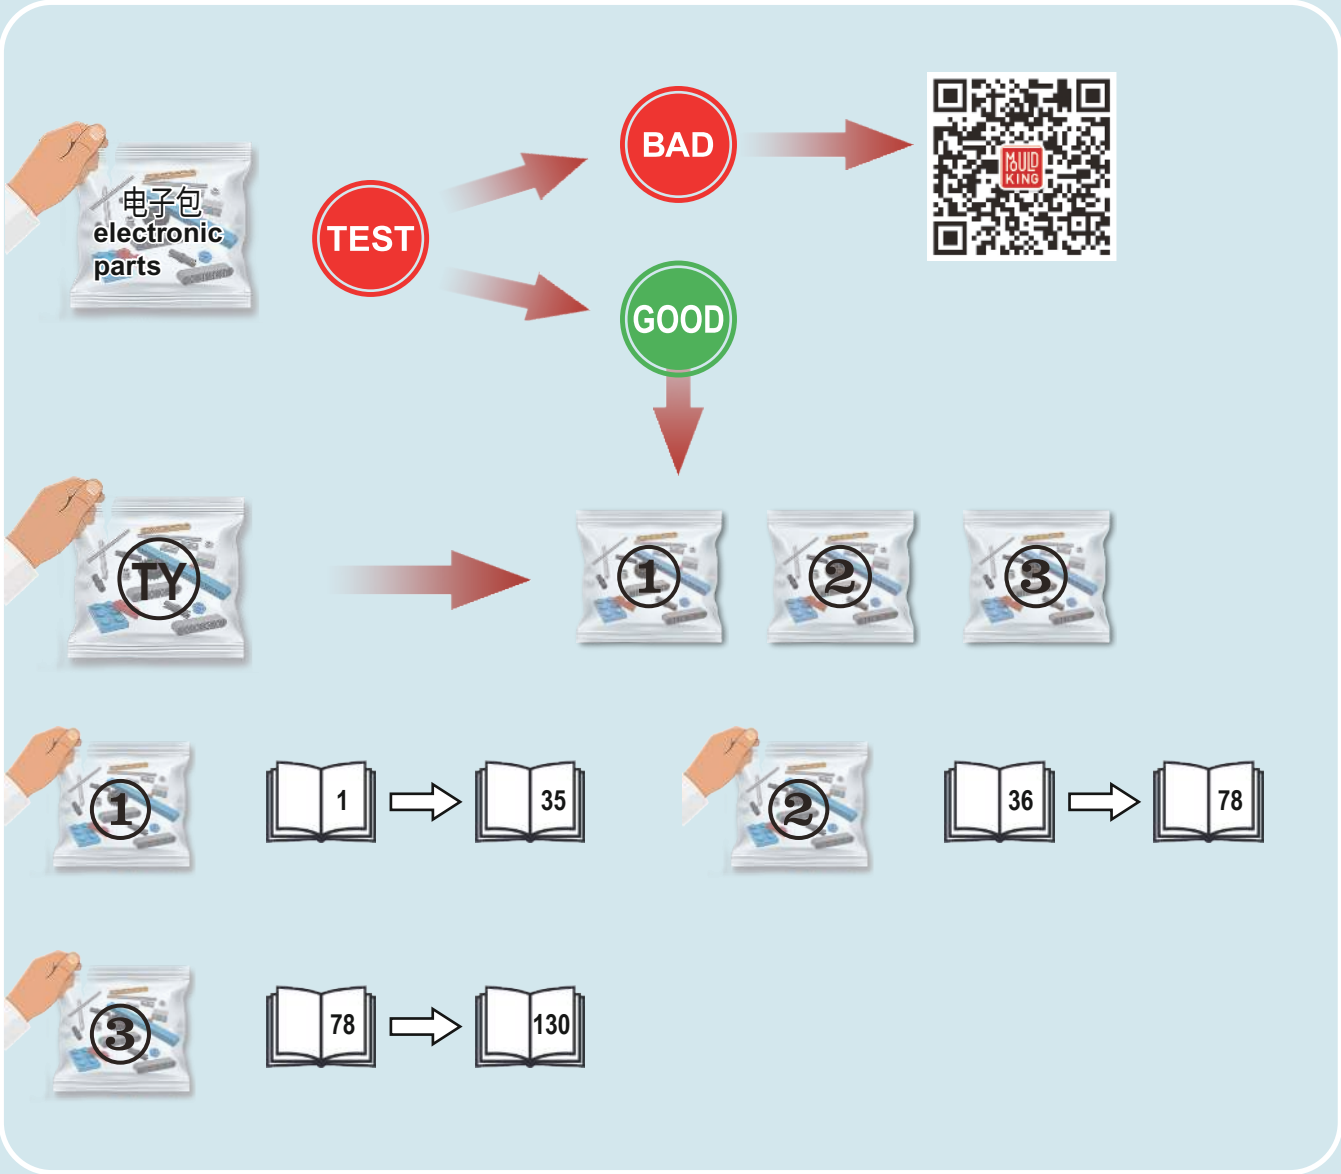 电子包
electronic
parts
TEST
BAD
GOOD
MOULD
KING
TY
1
2
3
1
1
35
2
36
78
3
78
130